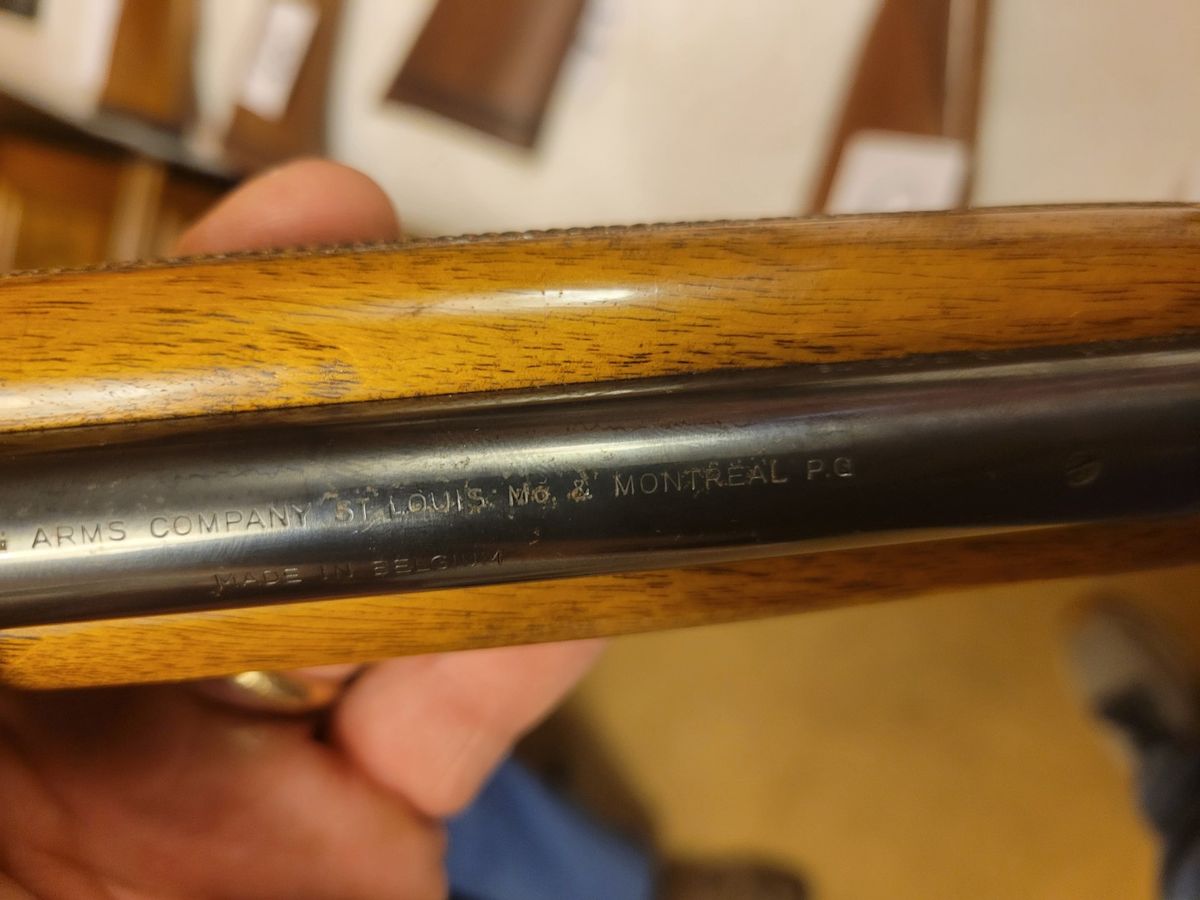 ARMS COMPANY ST LOUIS Mo. & MONTREAL P.Q
MADE IN BELGIUM